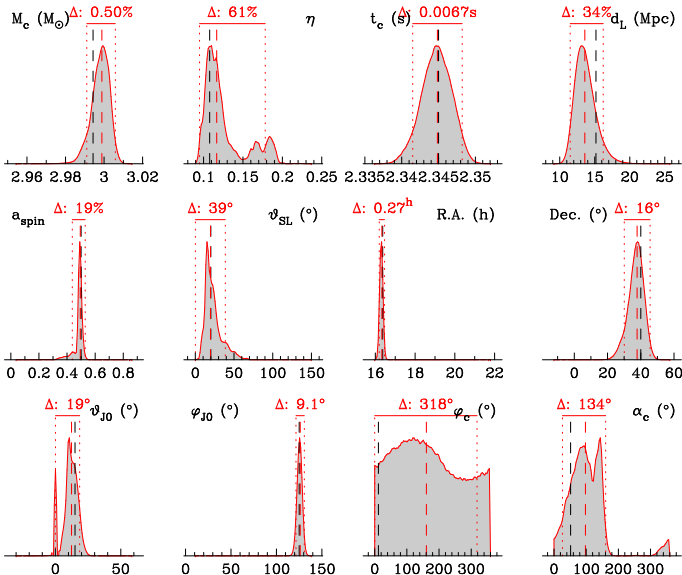 Δ: 0.50% Δ: 61% Δ: 0.0067s Δ: 34%
M_c (M_⊙) η t_c (s) d_L (Mpc)
2.96 2.98 3 3.02 0.1 0.15 0.2 0.25 2.335 2.34 2.345 2.35 10 15 20 25
Δ: 19% Δ: 39° Δ: 0.27^h Δ: 16°
a_spin ϑ_SL (°) R.A. (h) Dec. (°)
0 0.2 0.4 0.6 0.8 0 50 100 150 16 18 20 22 −20 0 20 40 60
Δ: 19° Δ: 9.1° Δ: 318° Δ: 134°
ϑ_J0 (°) φ_J0 (°) φ_c (°) α_c (°)
0 50 0 50 100 150 0 100 200 300 0 100 200 300